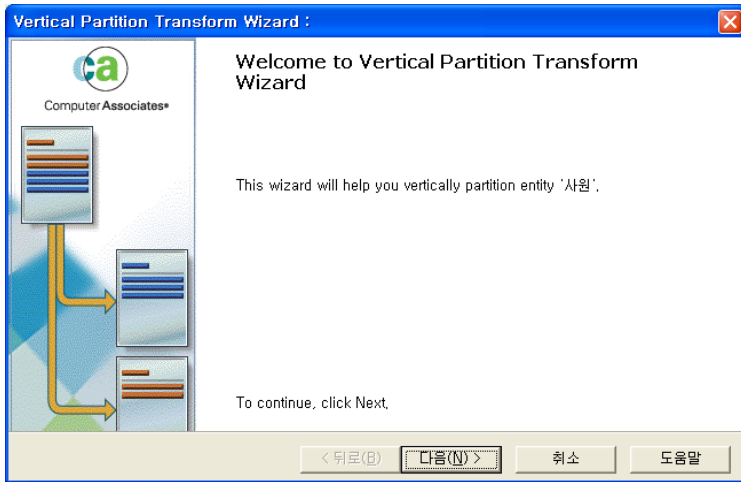 Vertical Partition Transform Wizard :
ca
Computer Associates®
Welcome to Vertical Partition Transform
Wizard
This wizard will help you vertically partition entity '사원'.
To continue, click Next.
< 뒤로(B)
다음(N) >
취소
도움말